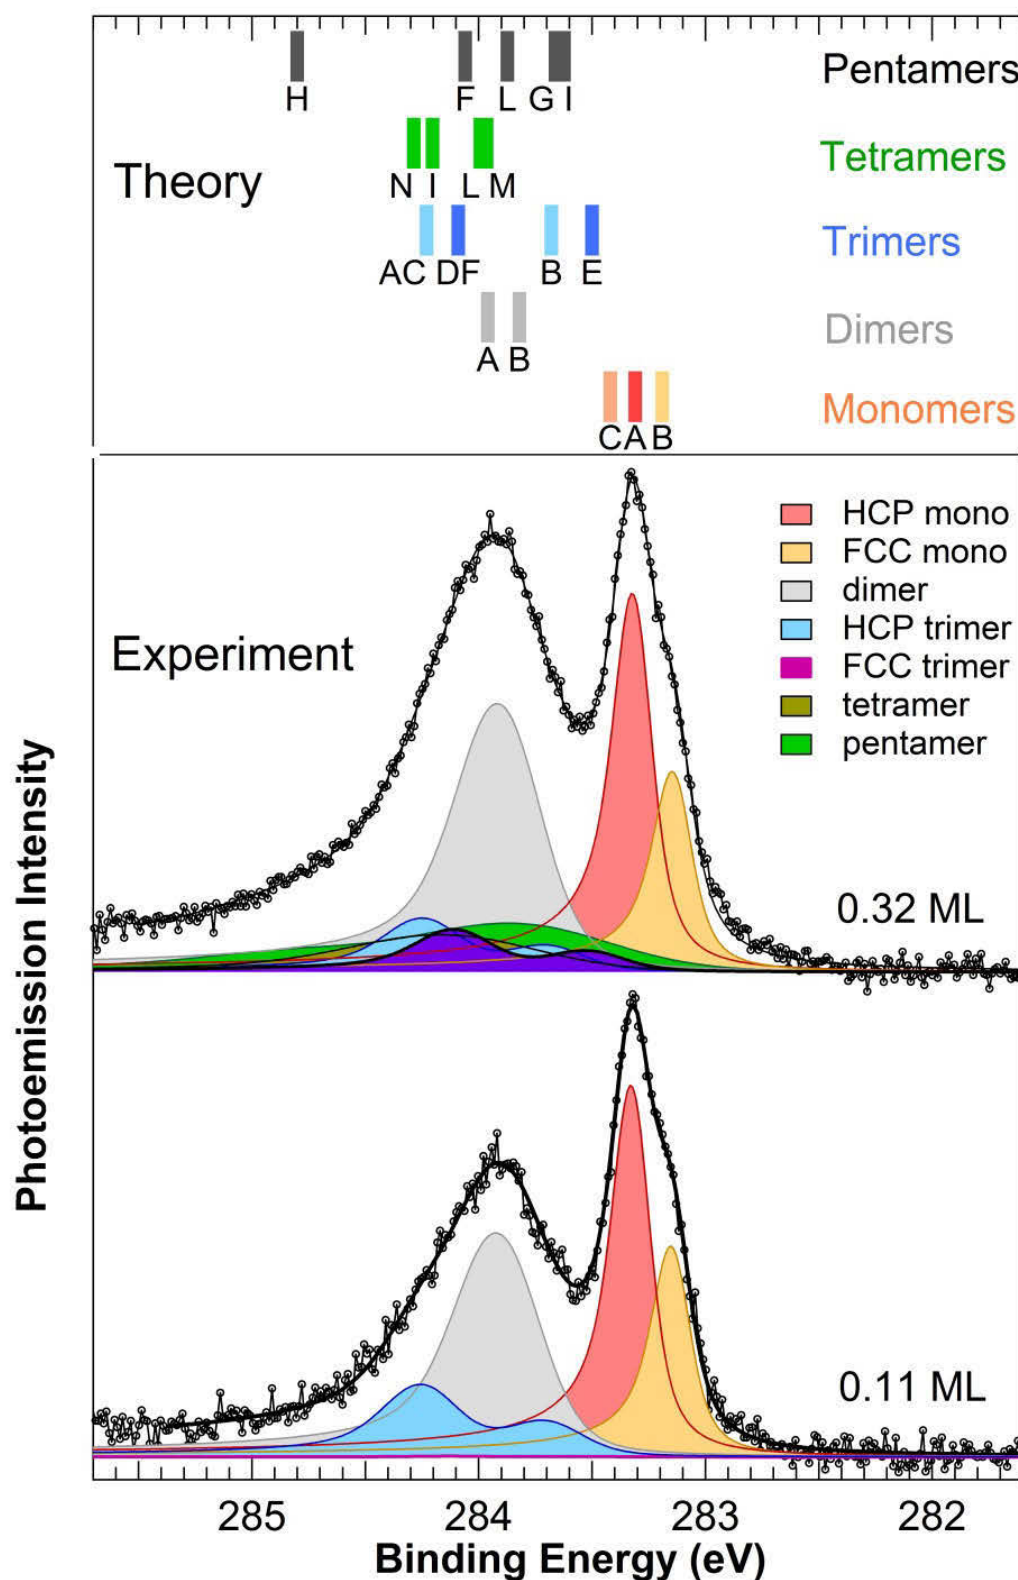 Pentamers
H F L G I
Tetramers
Theory
N I L M
Trimers
AC DF B E
Dimers
A B
Monomers
C A B
HCP mono
FCC mono
dimer
HCP trimer
FCC trimer
tetramer
pentamer
Experiment
0.32 ML
0.11 ML
Photoemission Intensity
285 284 283 282
Binding Energy (eV)